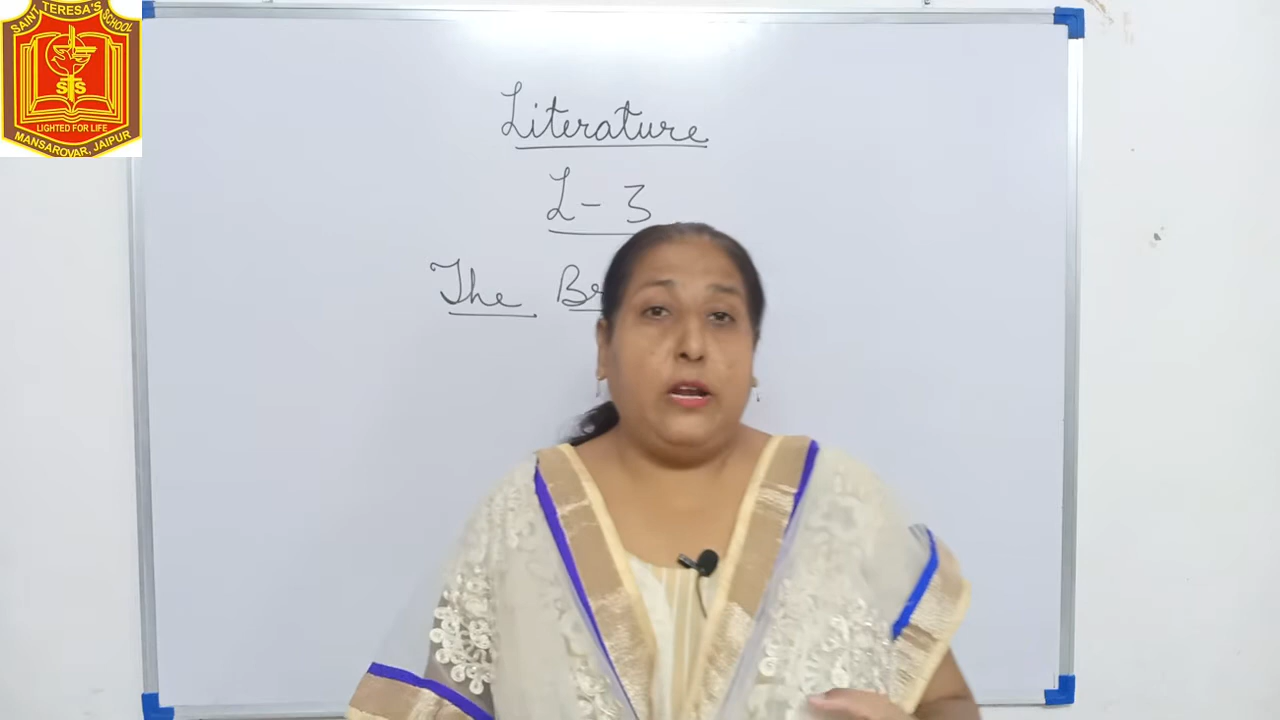 SAINT TERESA'S SCHOOL
STS
LIGHTED FOR LIFE
MANSAROVAR, JAIPUR
Literature
L - 3
The